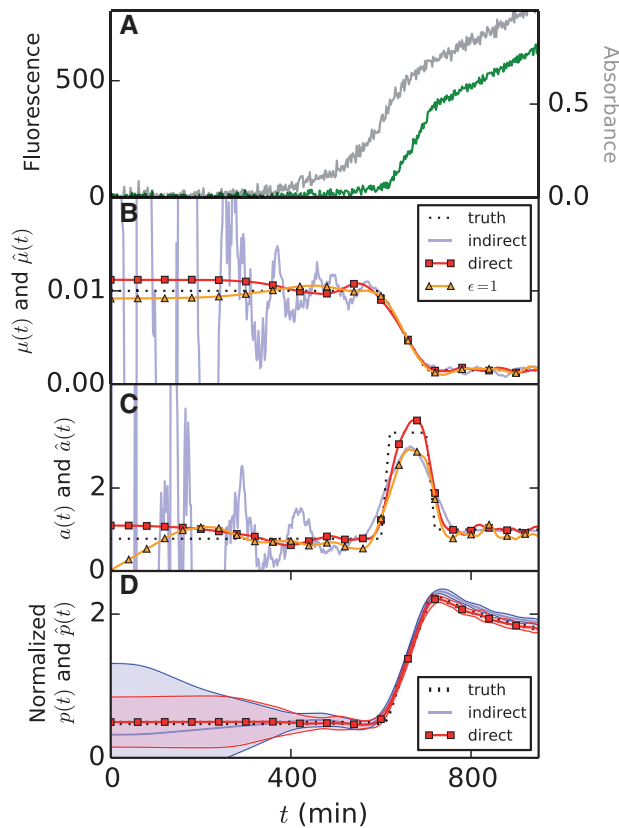 A
Fluorescence
500
0
Absorbance
0.5
0.0
B
μ(t) and μ̂(t)
0.01
0.00
truth
indirect
direct
ϵ=1
C
a(t) and â(t)
2
0
D
Normalized
p(t) and p̂(t)
2
0
truth
indirect
direct
0 400 800
t (min)